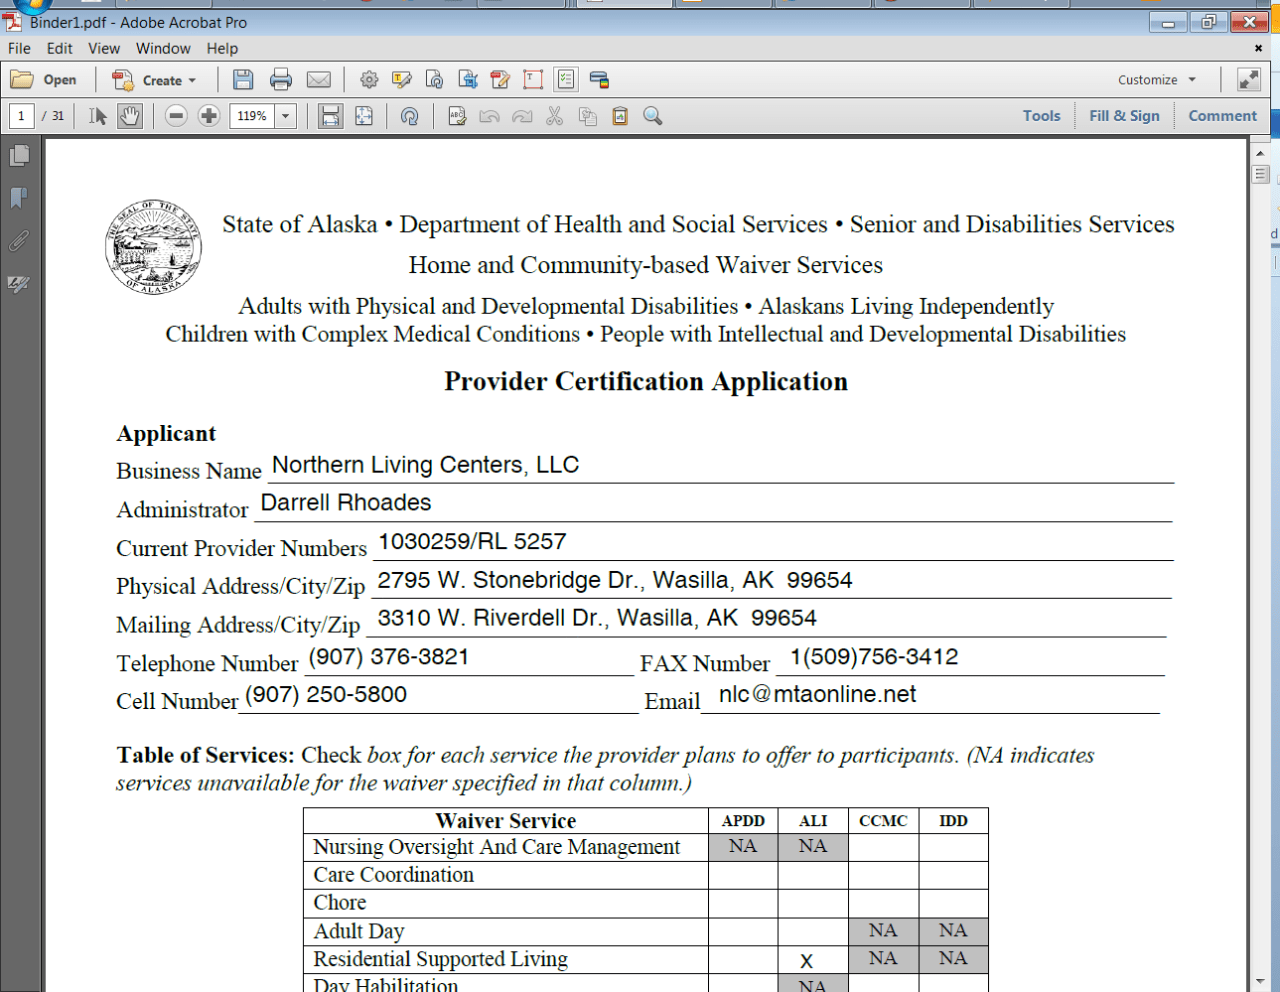 Binder1.pdf - Adobe Acrobat Pro
File Edit View Window Help
Open Create Customize
1 / 31 119% Tools Fill & Sign Comment
THE SEAL OF THE STATE OF ALASKA
State of Alaska • Department of Health and Social Services • Senior and Disabilities Services
Home and Community-based Waiver Services
Adults with Physical and Developmental Disabilities • Alaskans Living Independently
Children with Complex Medical Conditions • People with Intellectual and Developmental Disabilities
Provider Certification Application
Applicant
Business Name Northern Living Centers, LLC
Administrator Darrell Rhoades
Current Provider Numbers 1030259/RL 5257
Physical Address/City/Zip 2795 W. Stonebridge Dr., Wasilla, AK 99654
Mailing Address/City/Zip 3310 W. Riverdell Dr., Wasilla, AK 99654
Telephone Number (907) 376-3821 FAX Number 1(509)756-3412
Cell Number (907) 250-5800 Email nlc@mtaonline.net
Table of Services: Check box for each service the provider plans to offer to participants. (NA indicates
services unavailable for the waiver specified in that column.)
Waiver Service APDD ALI CCMC IDD
Nursing Oversight And Care Management NA NA
Care Coordination
Chore
Adult Day NA NA
Residential Supported Living X NA NA
Day Habilitation NA